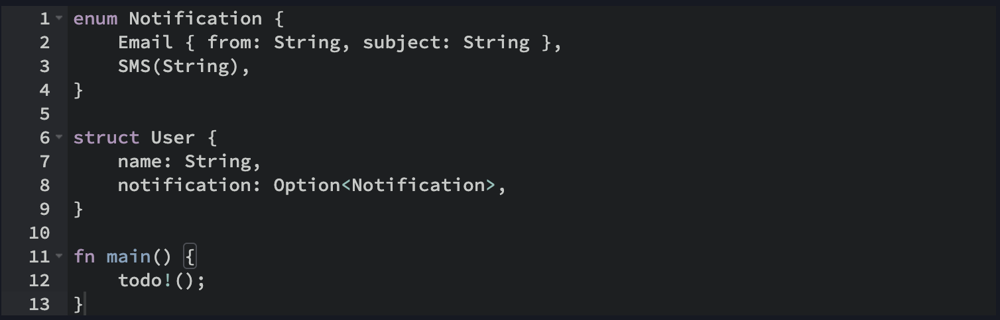 1 enum Notification {
2     Email { from: String, subject: String },
3     SMS(String),
4 }
5
6 struct User {
7     name: String,
8     notification: Option<Notification>,
9 }
10
11 fn main() {
12     todo!();
13 }